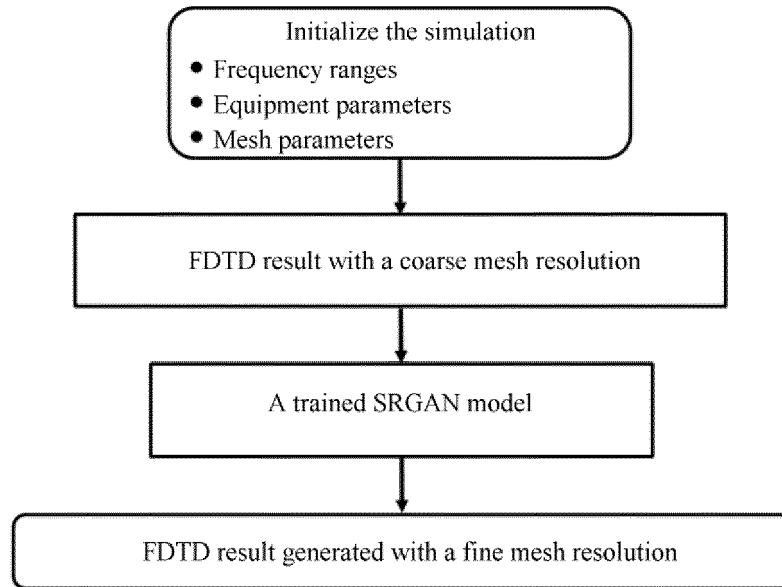 Initialize the simulation
● Frequency ranges
● Equipment parameters
● Mesh parameters
FDTD result with a coarse mesh resolution
A trained SRGAN model
FDTD result generated with a fine mesh resolution